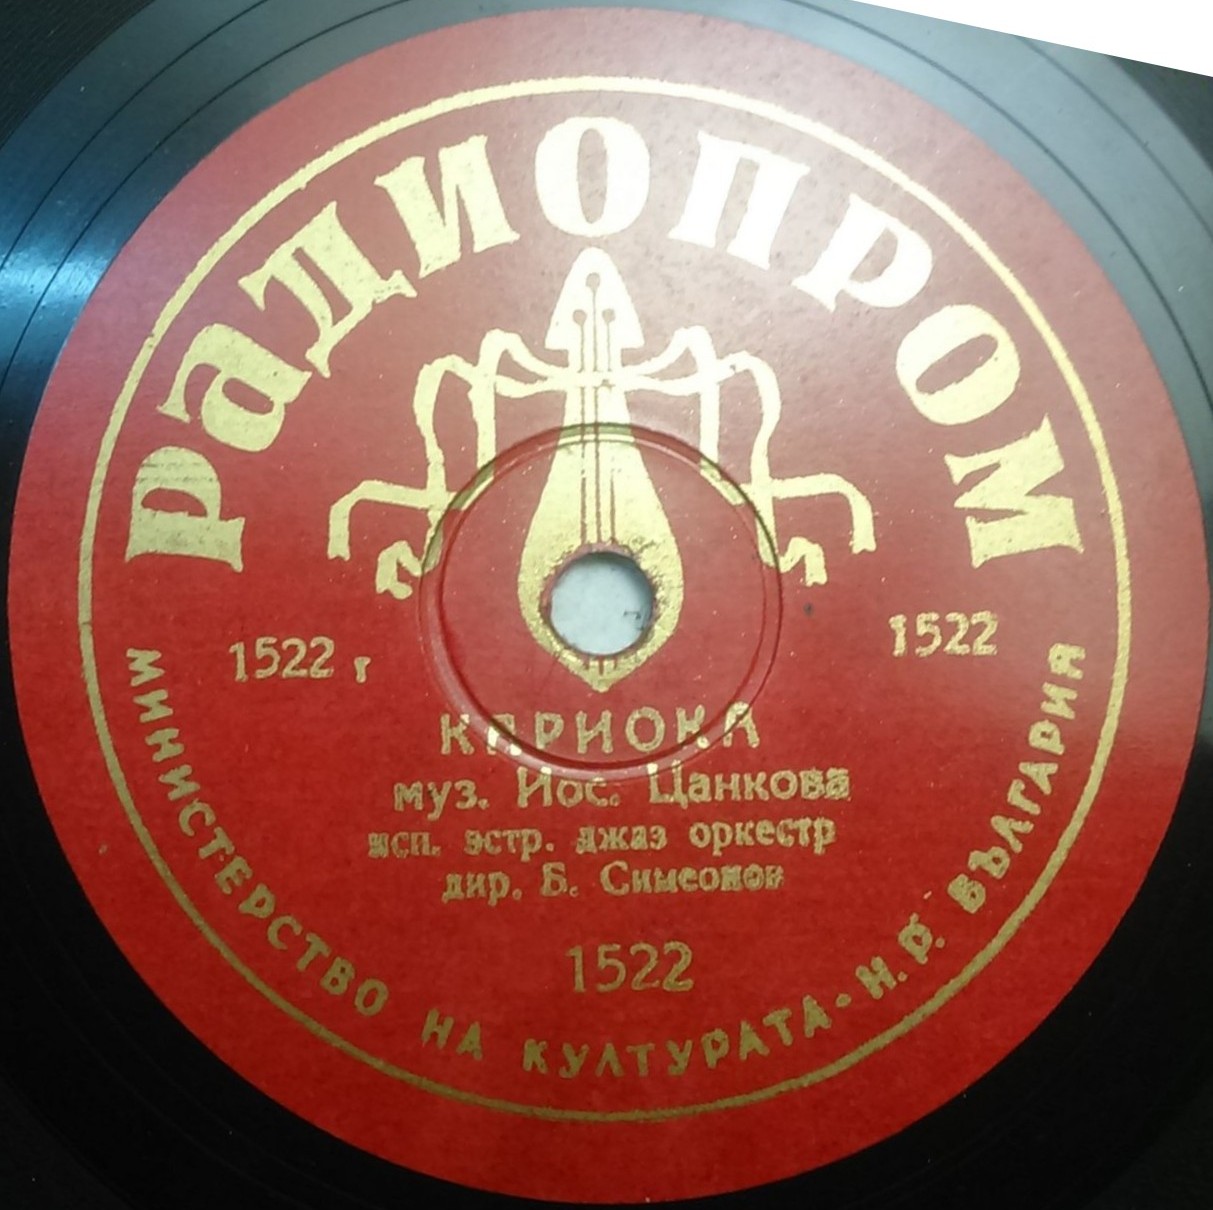 РАДИОПРОМ
1522 г
1522
КАРИОКА
муз. Иос. Цанкова
исп. эстр. джаз оркестр
дир. Б. Симеонов
1522
МИНИСТЕРСТВО НА КУЛТУРАТА • Н.Р. БЪЛГАРИЯ